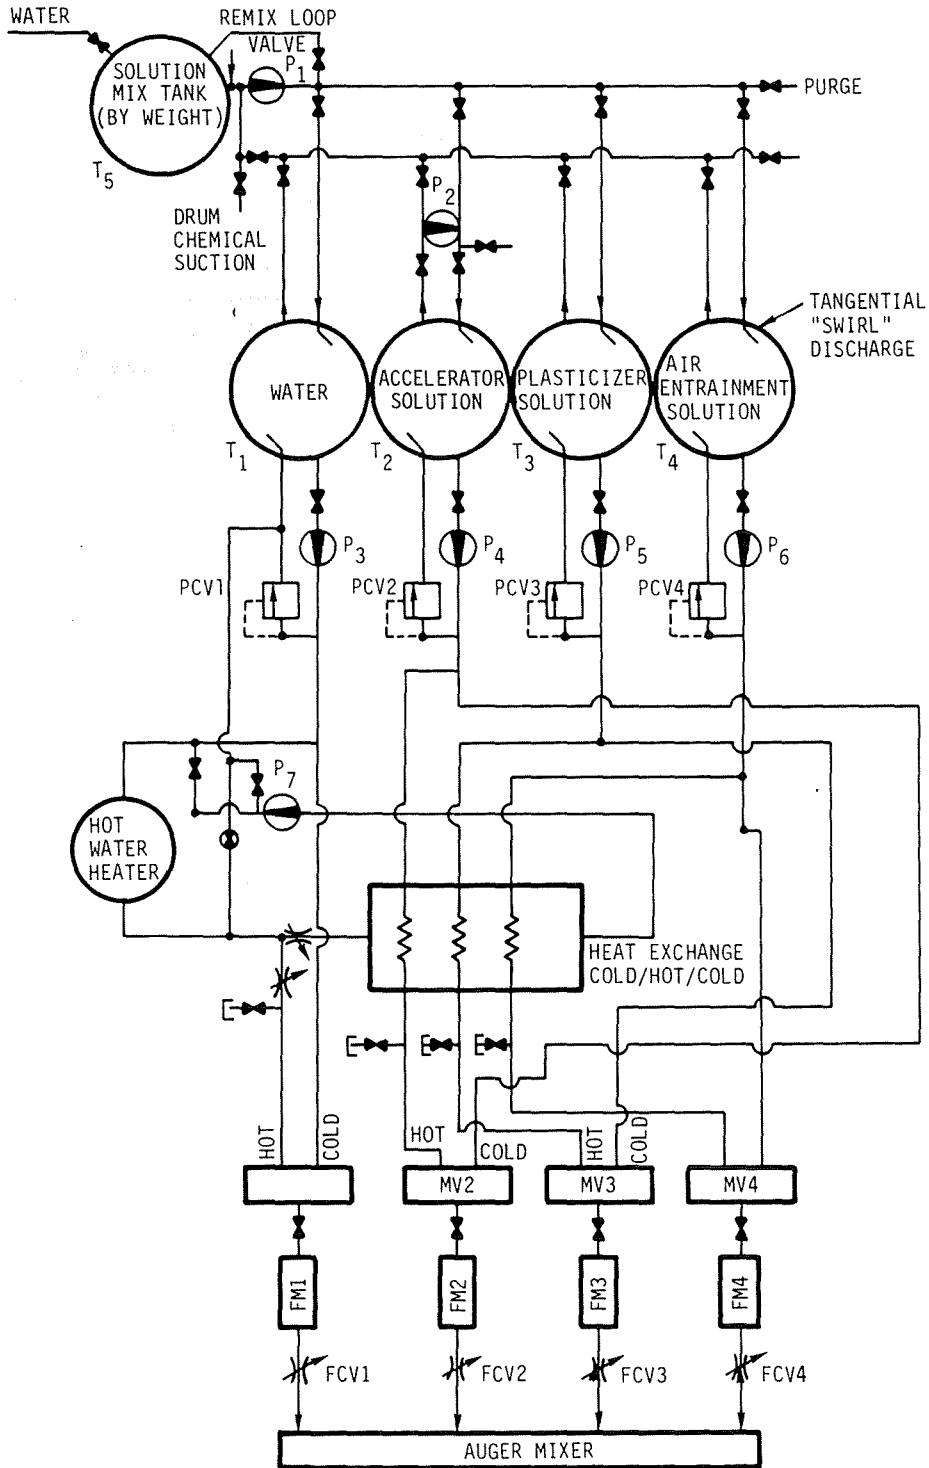 WATER
REMIX LOOP
VALVE
P1
SOLUTION
MIX TANK
(BY WEIGHT)
T5
PURGE
DRUM
CHEMICAL
SUCTION
P2
TANGENTIAL
"SWIRL"
DISCHARGE
WATER
T1
ACCELERATOR
SOLUTION
T2
PLASTICIZER
SOLUTION
T3
AIR
ENTRAINMENT
SOLUTION
T4
P3
P4
P5
P6
PCV1
PCV2
PCV3
PCV4
P7
HOT
WATER
HEATER
HEAT EXCHANGE
COLD/HOT/COLD
HOT
COLD
HOT
COLD
HOT
COLD
MV2
MV3
MV4
FM1
FM2
FM3
FM4
FCV1
FCV2
FCV3
FCV4
AUGER MIXER